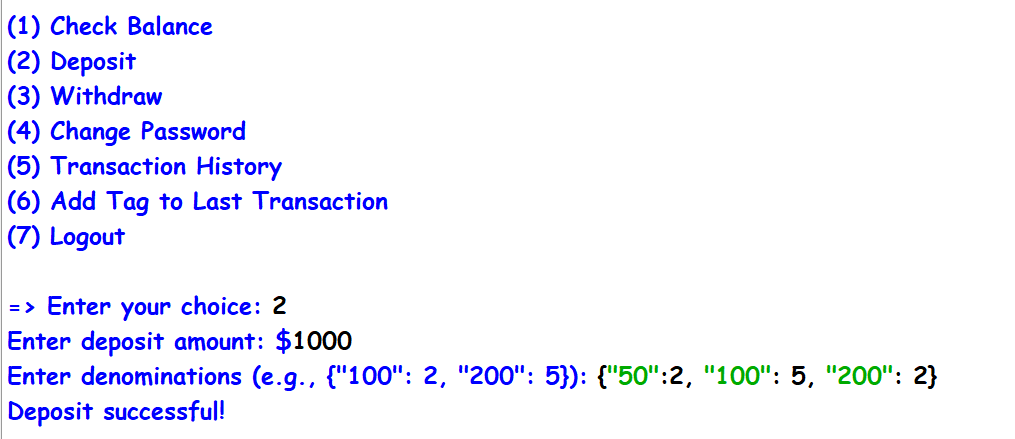 (1) Check Balance
(2) Deposit
(3) Withdraw
(4) Change Password
(5) Transaction History
(6) Add Tag to Last Transaction
(7) Logout
=> Enter your choice: 2
Enter deposit amount: $1000
Enter denominations (e.g., {"100": 2, "200": 5}): {"50":2, "100": 5, "200": 2}
Deposit successful!